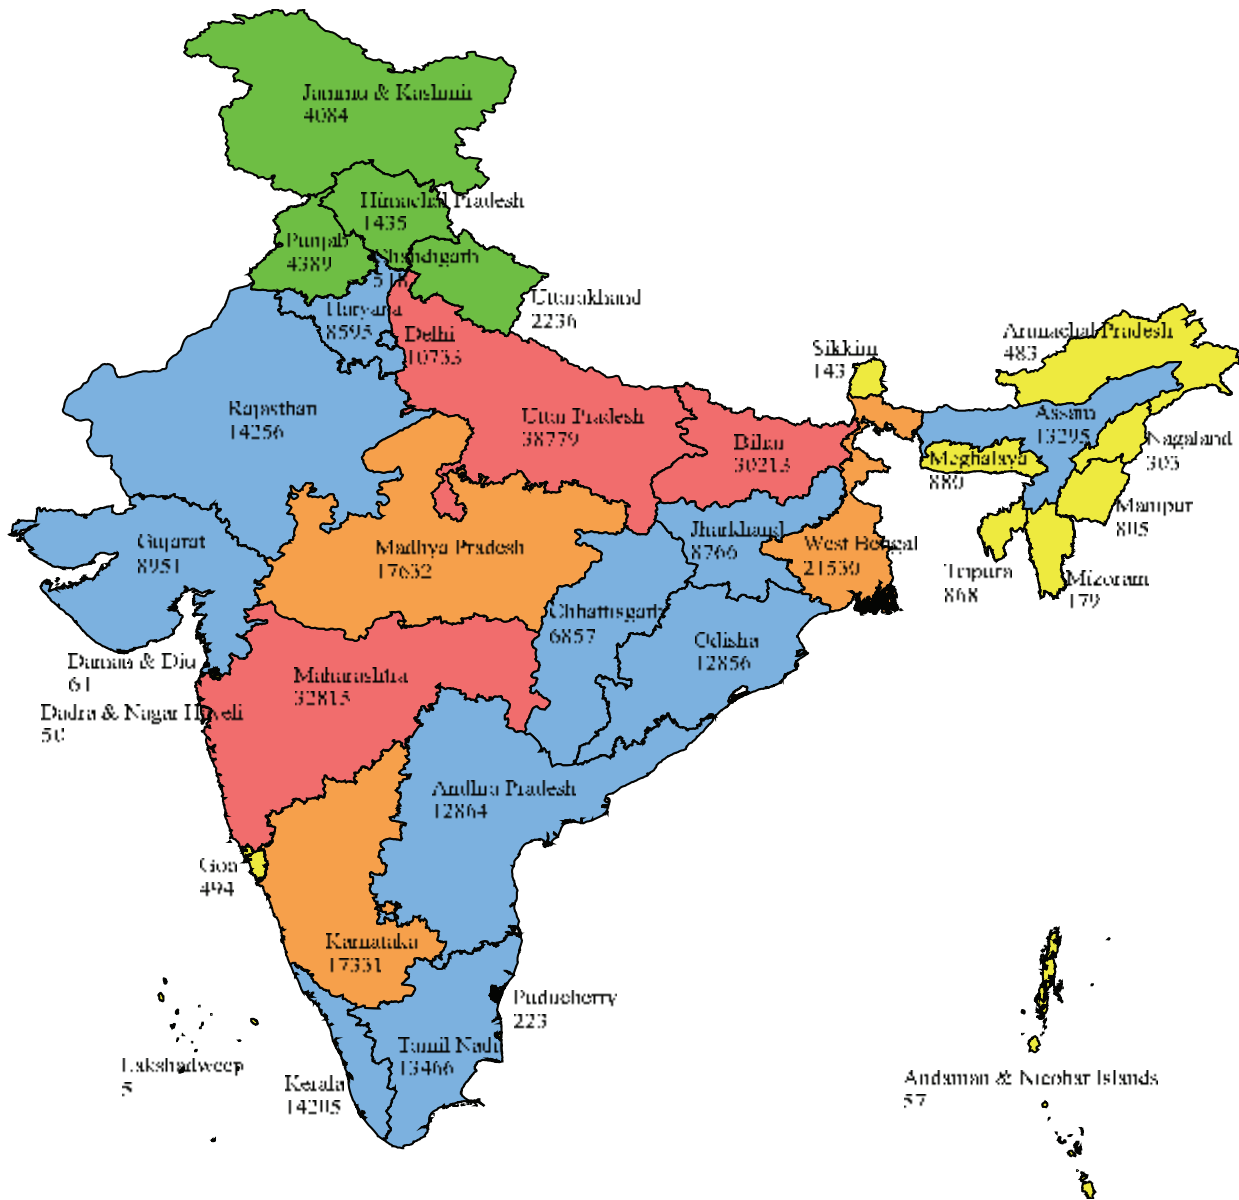 Jammu & Kashmir
4084
Himachal Pradesh
1435
Punjab
4389
Chandigarh
518
Uttarakhand
2236
Haryana
8595
Delhi
10733
Arunachal Pradesh
483
Sikkim
143
Rajasthan
14256
Uttar Pradesh
38779
Bihar
30213
Assam
13295
Nagaland
303
Meghalaya
880
Manipur
805
Gujarat
8951
Madhya Pradesh
17632
Jharkhand
8766
West Bengal
21530
Tripura
868
Mizoram
179
Chhattisgarh
6857
Odisha
12856
Daman & Diu
61
Maharashtra
32815
Dadra & Nagar Haveli
50
Andhra Pradesh
12864
Goa
494
Karnataka
17331
Puducherry
223
Lakshadweep
5
Tamil Nadu
13466
Kerala
14205
Andaman & Nicobar Islands
57